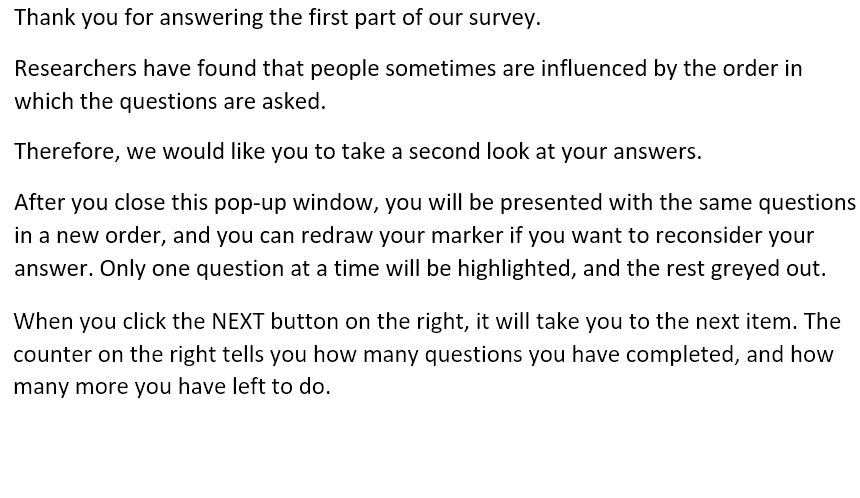 Thank you for answering the first part of our survey.
Researchers have found that people sometimes are influenced by the order in
which the questions are asked.
Therefore, we would like you to take a second look at your answers.
After you close this pop-up window, you will be presented with the same questions
in a new order, and you can redraw your marker if you want to reconsider your
answer. Only one question at a time will be highlighted, and the rest greyed out.
When you click the NEXT button on the right, it will take you to the next item. The
counter on the right tells you how many questions you have completed, and how
many more you have left to do.